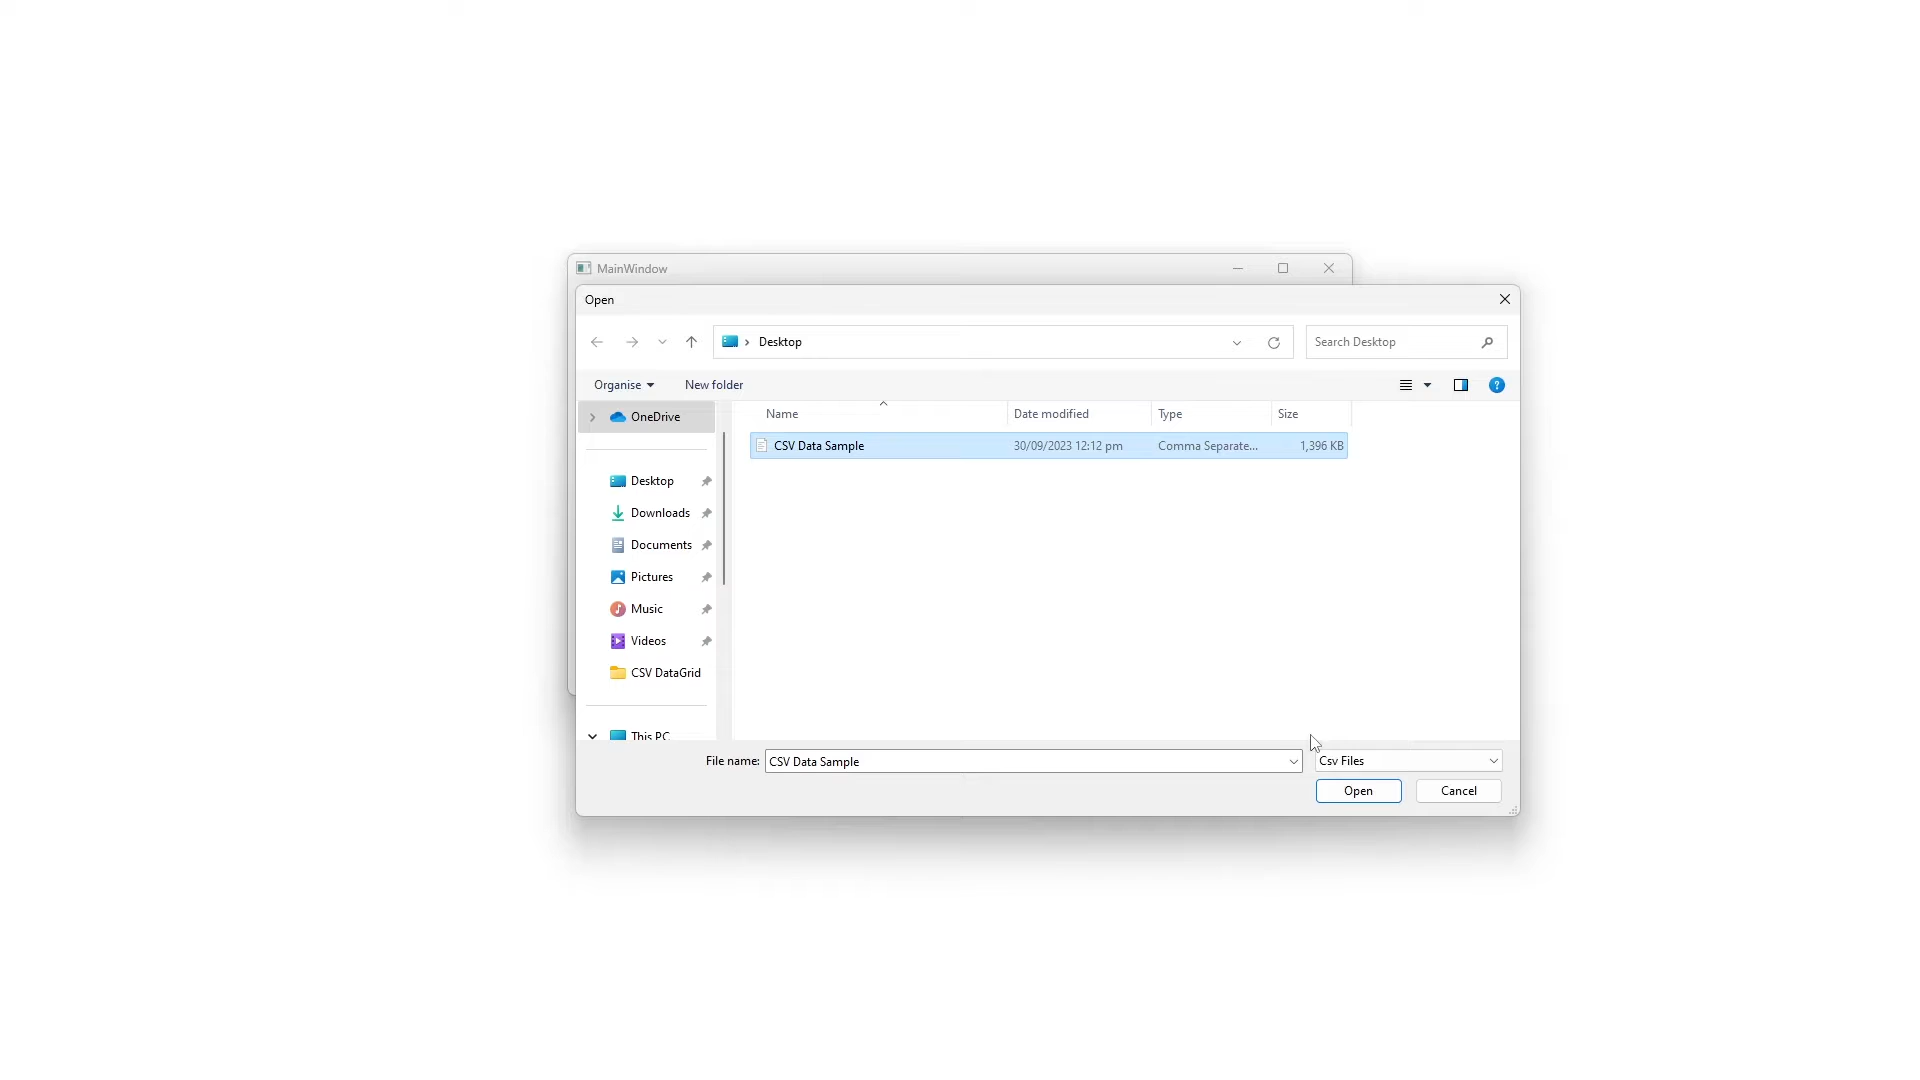 MainWindow
Open
Desktop
Search Desktop
Organise
New folder
?
OneDrive
Name
Date modified
Type
Size
CSV Data Sample
30/09/2023 12:12 pm
Comma Separate...
1,396 KB
Desktop
Downloads
Documents
Pictures
Music
Videos
CSV DataGrid
This PC
File name:
CSV Data Sample
Csv Files
Open
Cancel